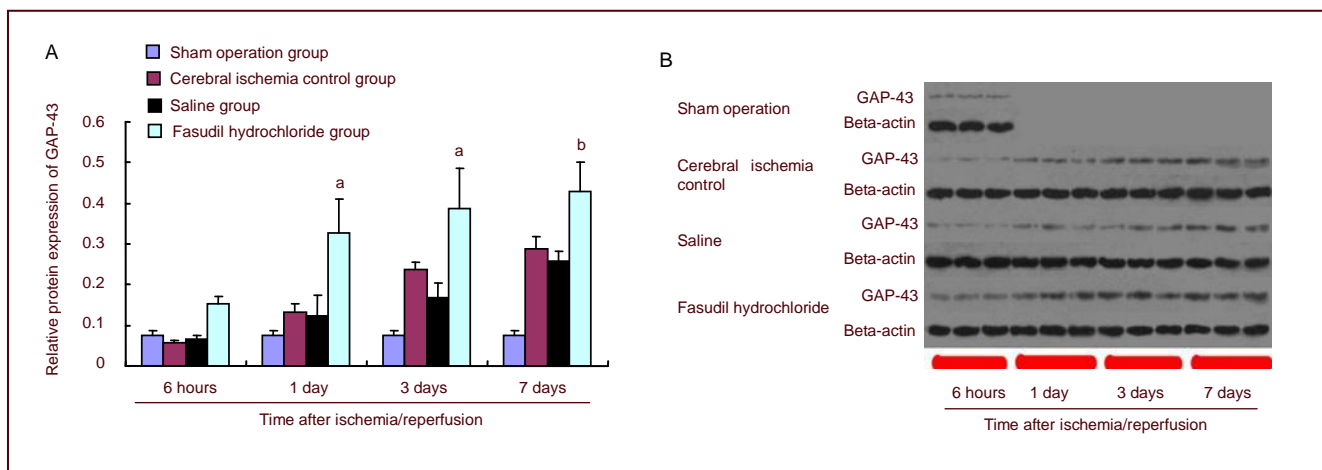 A
Sham operation group
Cerebral ischemia control group
Saline group
Fasudil hydrochloride group
Relative protein expression of GAP-43
0.6
0.5
0.4
0.3
0.2
0.1
0
a
a
b
6 hours 1 day 3 days 7 days
Time after ischemia/reperfusion
B
Sham operation
GAP-43
Beta-actin
Cerebral ischemia
control
GAP-43
Beta-actin
Saline
GAP-43
Beta-actin
Fasudil hydrochloride
GAP-43
Beta-actin
6 hours 1 day 3 days 7 days
Time after ischemia/reperfusion